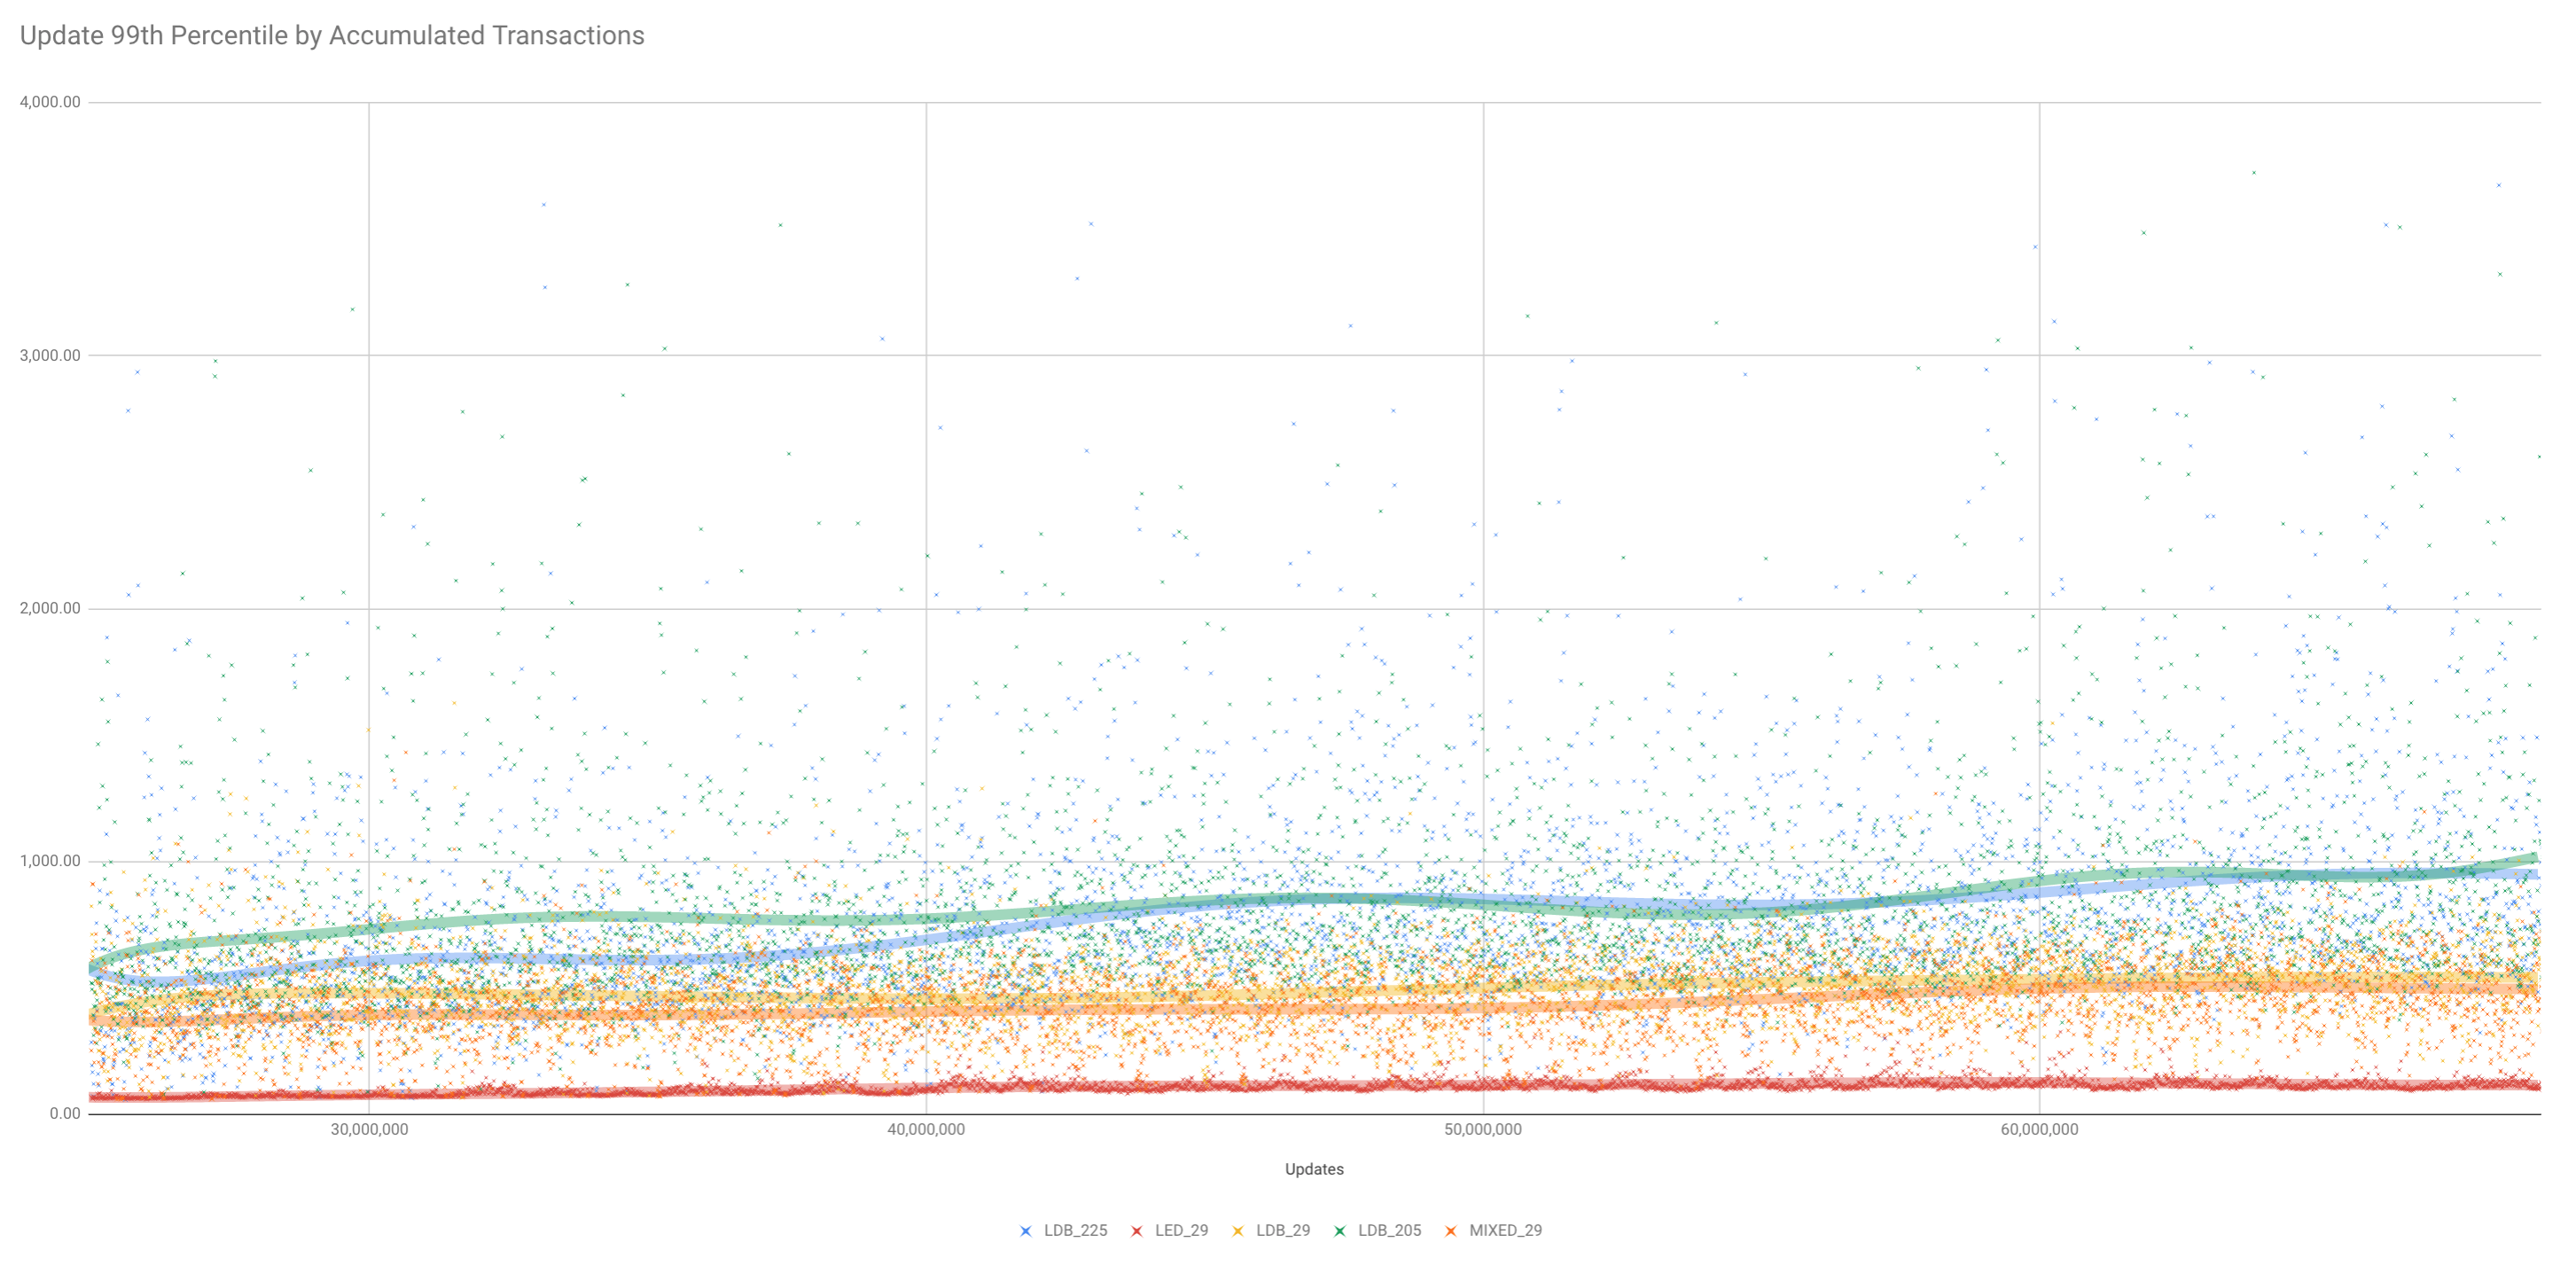 Update 99th Percentile by Accumulated Transactions
4,000.00
3,000.00
2,000.00
1,000.00
0.00
30,000,000 40,000,000 50,000,000 60,000,000
Updates
LDB_225 LED_29 LDB_29 LDB_205 MIXED_29